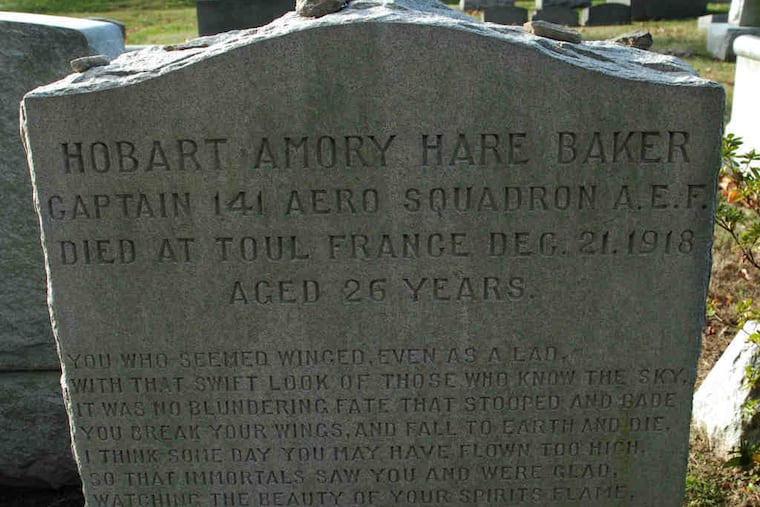 HOBART AMORY HARE BAKER
CAPTAIN 141 AERO SQUADRON A.E.F.
DIED AT TOUL FRANCE DEC. 21. 1918
AGED 26 YEARS.
YOU WHO SEEMED WINGED, EVEN AS A LAD,
WITH THAT SWIFT LOOK OF THOSE WHO KNOW THE SKY,
IT WAS NO BLUNDERING FATE THAT STOOPED AND BADE
YOU BREAK YOUR WINGS, AND FALL TO EARTH AND DIE,
I THINK SOME DAY YOU MAY HAVE FLOWN TOO HIGH,
SO THAT IMMORTALS SAW YOU AND WERE GLAD,
WATCHING THE BEAUTY OF YOUR SPIRITS FLAME,